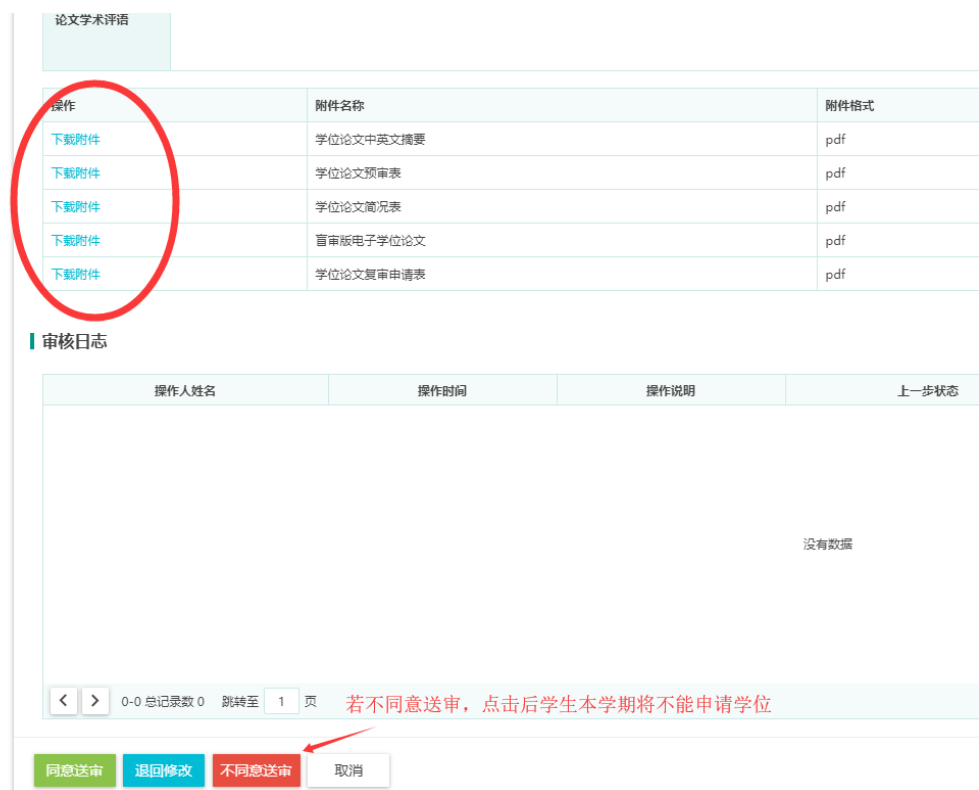 论文学术评语
操作 附件名称 附件格式
下载附件 学位论文中英文摘要 pdf
下载附件 学位论文预审表 pdf
下载附件 学位论文简况表 pdf
下载附件 盲审版电子学位论文 pdf
下载附件 学位论文复审申请表 pdf
审核日志
操作人姓名 操作时间 操作说明 上一步状态
没有数据
0-0 总记录数 0 跳转至 1 页 若不同意送审，点击后学生本学期将不能申请学位
同意送审 退回修改 不同意送审 取消